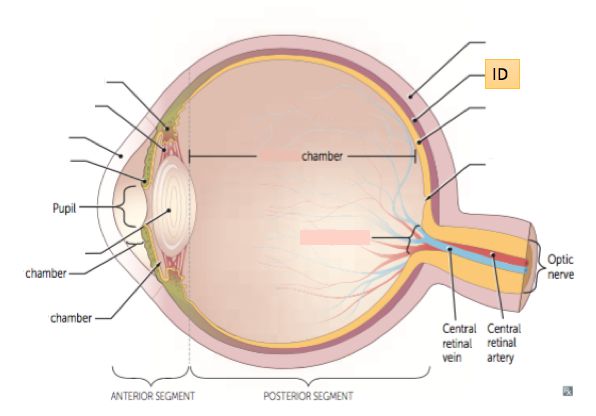 ID
chamber
Pupil
chamber
chamber
Optic
nerve
Central
retinal
vein
Central
retinal
artery
ANTERIOR SEGMENT
POSTERIOR SEGMENT